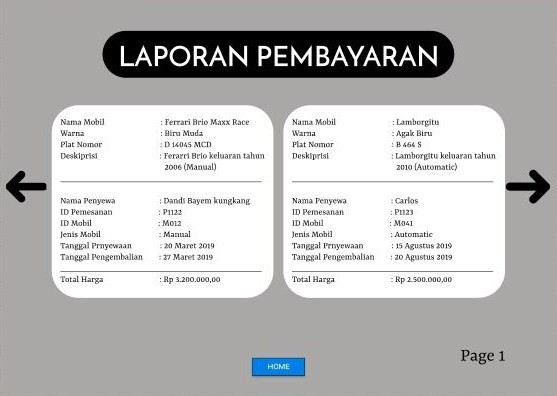 LAPORAN PEMBAYARAN
Nama Mobil : Ferrari Brio Maxx Race
Warna : Biru Muda
Plat Nomor : D 14045 MCD
Deskiprisi : Ferarri Brio keluaran tahun
2006 (Manual)
Nama Penyewa : Dandi Bayem kungkang
ID Pemesanan : P1122
ID Mobil : M012
Jenis Mobil : Manual
Tanggal Prnyewaan : 20 Maret 2019
Tanggal Pengembalian : 27 Maret 2019
Total Harga : Rp 3.200.000,00
Nama Mobil : Lamborgitu
Warna : Agak Biru
Plat Nomor : B 464 S
Deskiprisi : Lamborgitu keluran tahun
2010 (Automatic)
Nama Penyewa : Carlos
ID Pemesanan : P1123
ID Mobil : M041
Jenis Mobil : Automatic
Tanggal Prnyewaan : 15 Agustus 2019
Tanggal Pengembalian : 20 Agustus 2019
Total Harga : Rp 2.500.000,00
Page 1
HOME